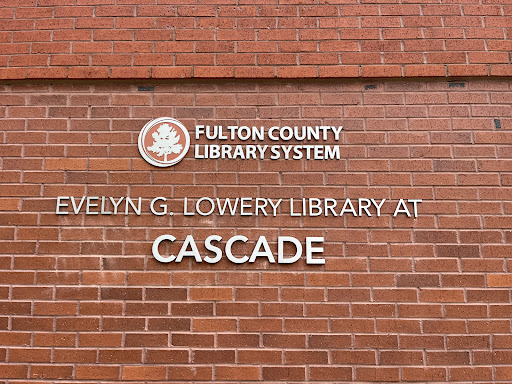 FULTON COUNTY
LIBRARY SYSTEM
EVELYN G. LOWERY LIBRARY AT
CASCADE